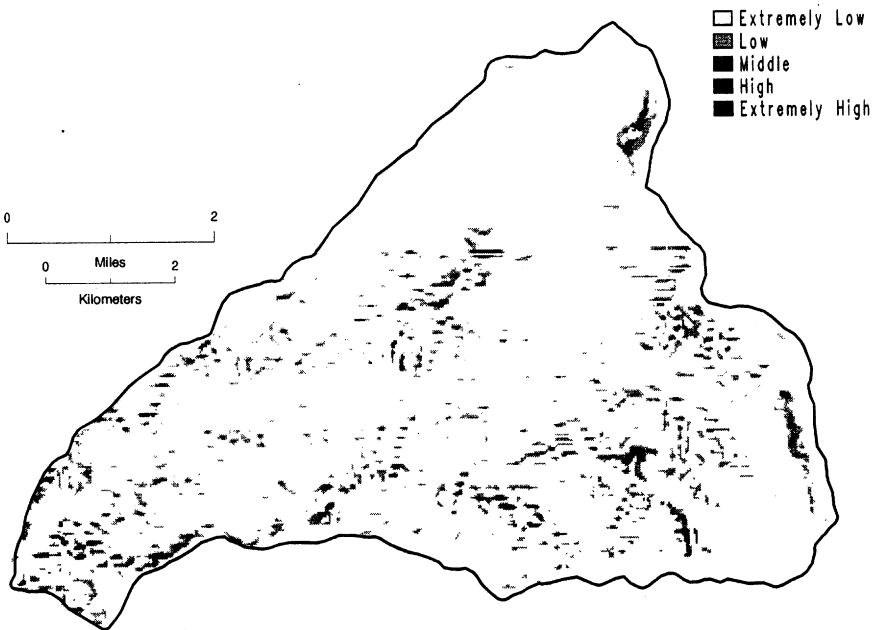 Extremely Low
Low
Middle
High
Extremely High
0 2
Miles
0 2
Kilometers